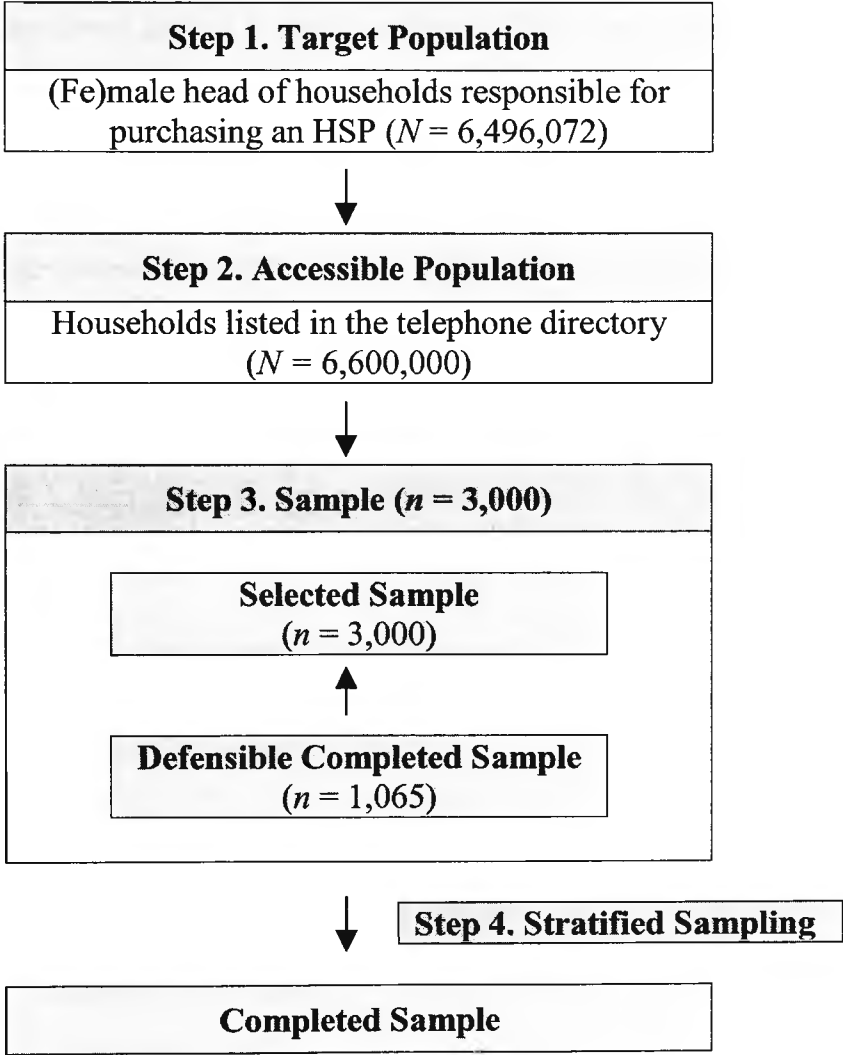 Step 1. Target Population
(Fe)male head of households responsible for
purchasing an HSP (N = 6,496,072)
Step 2. Accessible Population
Households listed in the telephone directory
(N = 6,600,000)
Step 3. Sample (n = 3,000)
Selected Sample
(n = 3,000)
Defensible Completed Sample
(n = 1,065)
Step 4. Stratified Sampling
Completed Sample